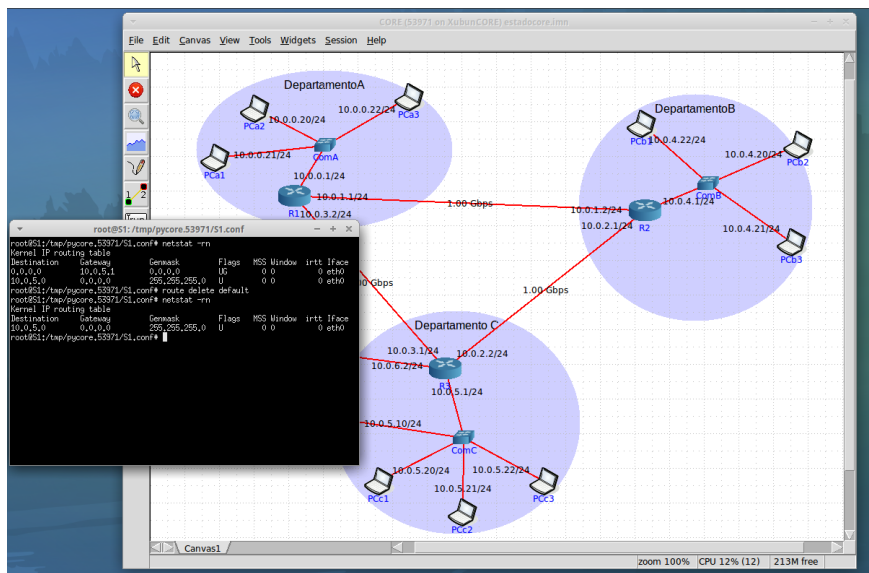 CORE (53971 on XubunCORE) estadocore.imn
File Edit Canvas View Tools Widgets Session Help
DepartamentoA
10.0.0.22/24
PCa3
10.0.0.20/24
PCa2
10.0.0.21/24
ComA
PCa1
10.0.0.1/24
10.0.1.1/24
R1
10.0.3.2/24
1.00 Gbps
DepartamentoB
PCb1
10.0.4.22/24
10.0.4.20/24
PCb2
ComB
10.0.4.1/24
10.0.1.2/24
10.0.2.1/24
R2
10.0.4.21/24
PCb3
1 2
root@S1: /tmp/pycore.53971/S1.conf
root@S1:/tmp/pycore.53971/S1.conf# netstat -rn
Kernel IP routing table
Destination Gateway Genmask Flags MSS Window irtt Iface
0.0.0.0 10.0.5.1 0.0.0.0 UG 0 0 0 eth0
10.0.5.0 0.0.0.0 255.255.255.0 U 0 0 0 eth0
root@S1:/tmp/pycore.53971/S1.conf# route delete default
root@S1:/tmp/pycore.53971/S1.conf# netstat -rn
Kernel IP routing table
Destination Gateway Genmask Flags MSS Window irtt Iface
10.0.5.0 0.0.0.0 255.255.255.0 U 0 0 0 eth0
root@S1:/tmp/pycore.53971/S1.conf#
Gbps
1.00 Gbps
Departamento C
10.0.3.1/24
10.0.2.2/24
10.0.6.2/24
R3
10.0.5.1/24
10.0.5.10/24
ComC
10.0.5.20/24
10.0.5.22/24
10.0.5.21/24
PCc1
PCc3
PCc2
Canvas1
zoom 100% CPU 12% (12) 213M free